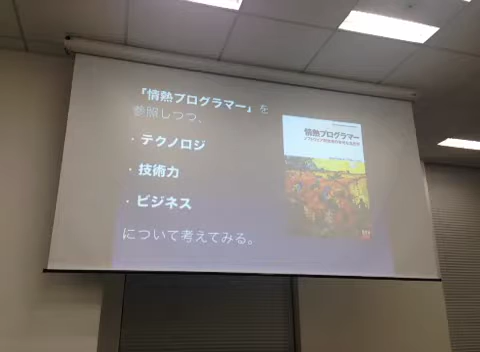 『情熱プログラマー』を
参照しつつ、
・テクノロジ
・技術力
・ビジネス
について考えてみる。
情熱プログラマー